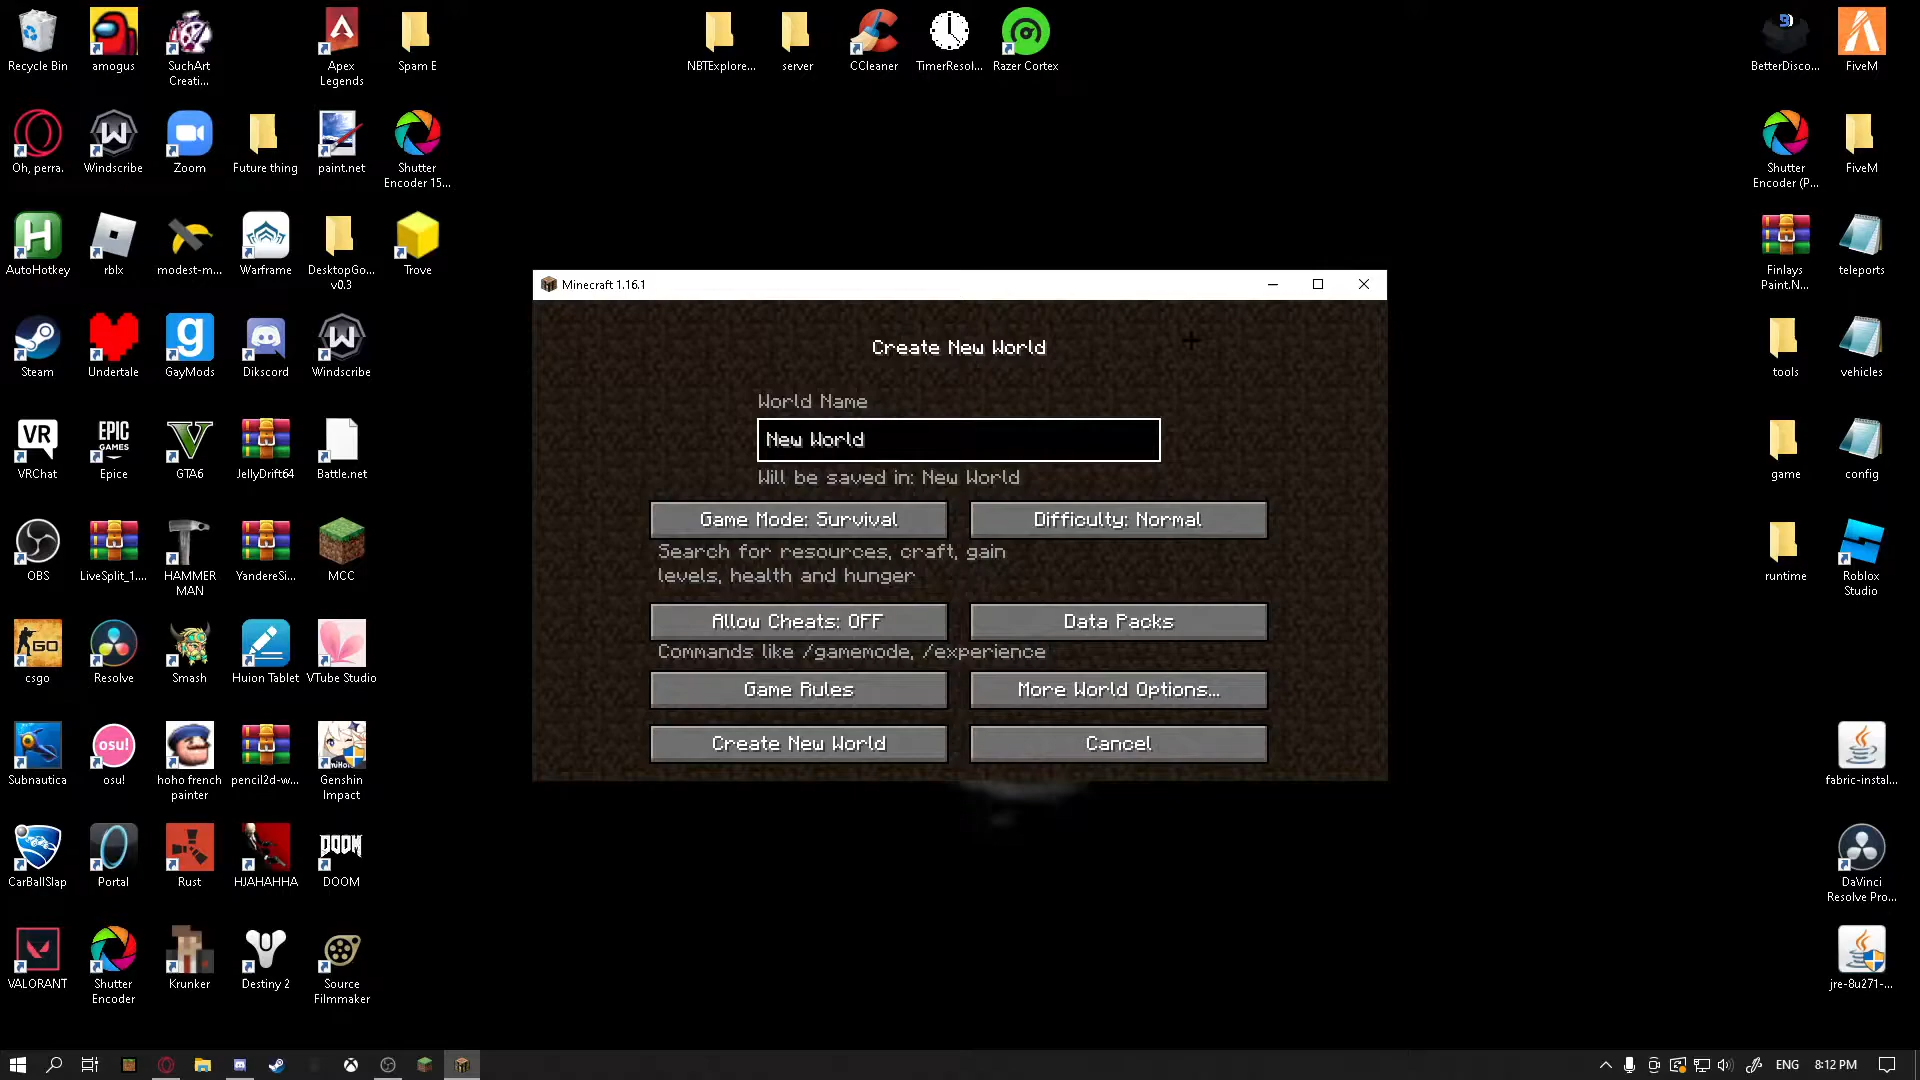 Recycle Bin
amogus
SuchArt
Creati...
Apex
Legends
Spam E
NBTExplore...
server
CCleaner
TimerResol...
Razer Cortex
BetterDisco...
FiveM
Oh, perra.
Windscribe
Zoom
Future thing
paint.net
Shutter
Encoder 15...
Shutter
Encoder (P...
FiveM
AutoHotkey
rblx
modest-m...
Warframe
DesktopGo...
v0.3
Trove
Finlays
Paint.N...
teleports
Minecraft 1.16.1
Create New World
World Name
New World
Will be saved in: New World
Game Mode: Survival
Difficulty: Normal
Search for resources, craft, gain
levels, health and hunger
Allow Cheats: OFF
Data Packs
Commands like /gamemode, /experience
Game Rules
More World Options...
Create New World
Cancel
Steam
Undertale
GayMods
Dikscord
Windscribe
tools
vehicles
VR
VRChat
EPIC
GAMES
Epice
V
GTA6
JellyDrift64
Battle.net
game
config
OBS
LiveSplit_1....
HAMMER
MAN
YandereSi...
MCC
runtime
Roblox
Studio
GO
csgo
Resolve
Smash
Huion Tablet
VTube Studio
Subnautica
osu!
osu!
hoho french
painter
pencil2d-w...
Genshin
Impact
fabric-instal...
CarBallSlap
Portal
Rust
HJAHAHHA
DOOM
DOOM
DaVinci
Resolve Pro...
VALORANT
Shutter
Encoder
Krunker
Destiny 2
Source
Filmmaker
jre-8u271-...
ENG
8:12 PM